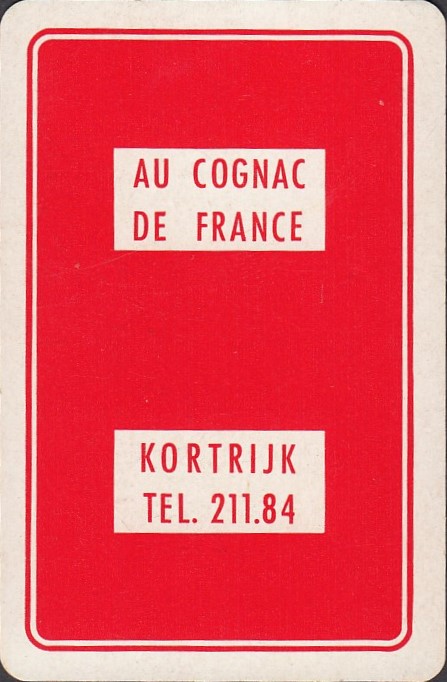 AU COGNAC
DE FRANCE
KORTRIJK
TEL. 211.84